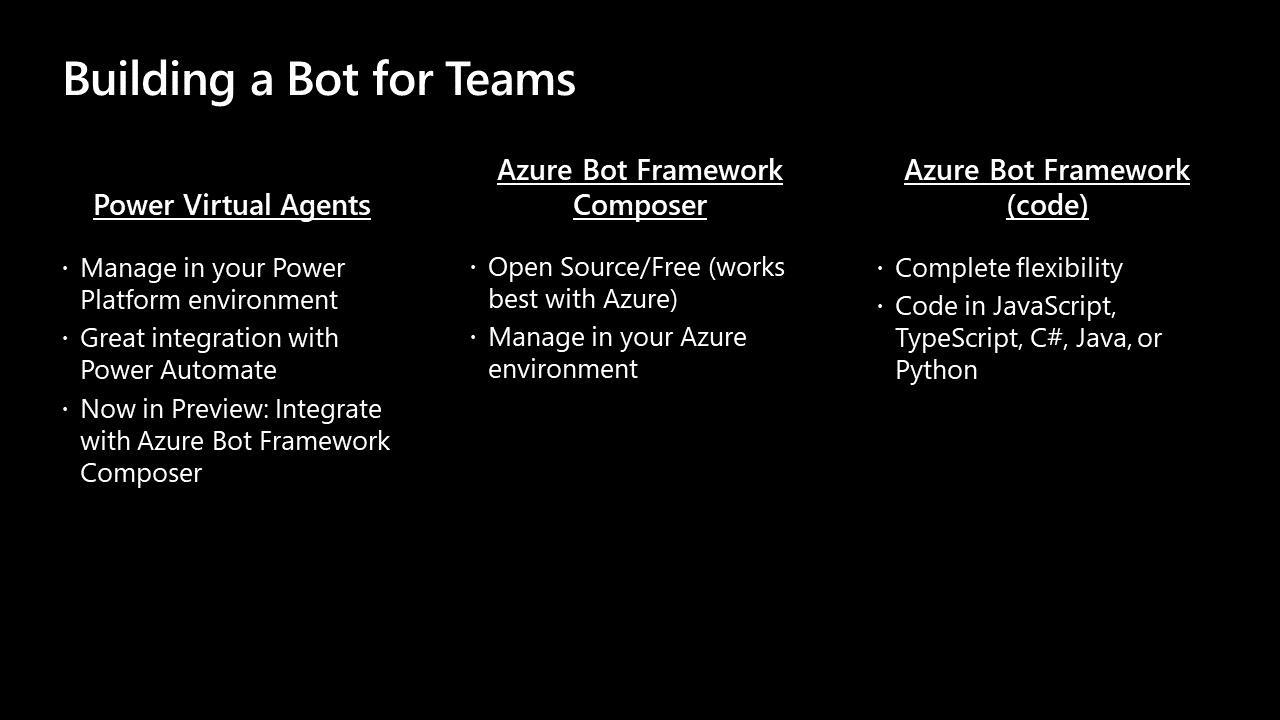 Building a Bot for Teams
Power Virtual Agents
· Manage in your Power
Platform environment
· Great integration with
Power Automate
· Now in Preview: Integrate
with Azure Bot Framework
Composer
Azure Bot Framework
Composer
· Open Source/Free (works
best with Azure)
· Manage in your Azure
environment
Azure Bot Framework
(code)
· Complete flexibility
· Code in JavaScript,
TypeScript, C#, Java, or
Python